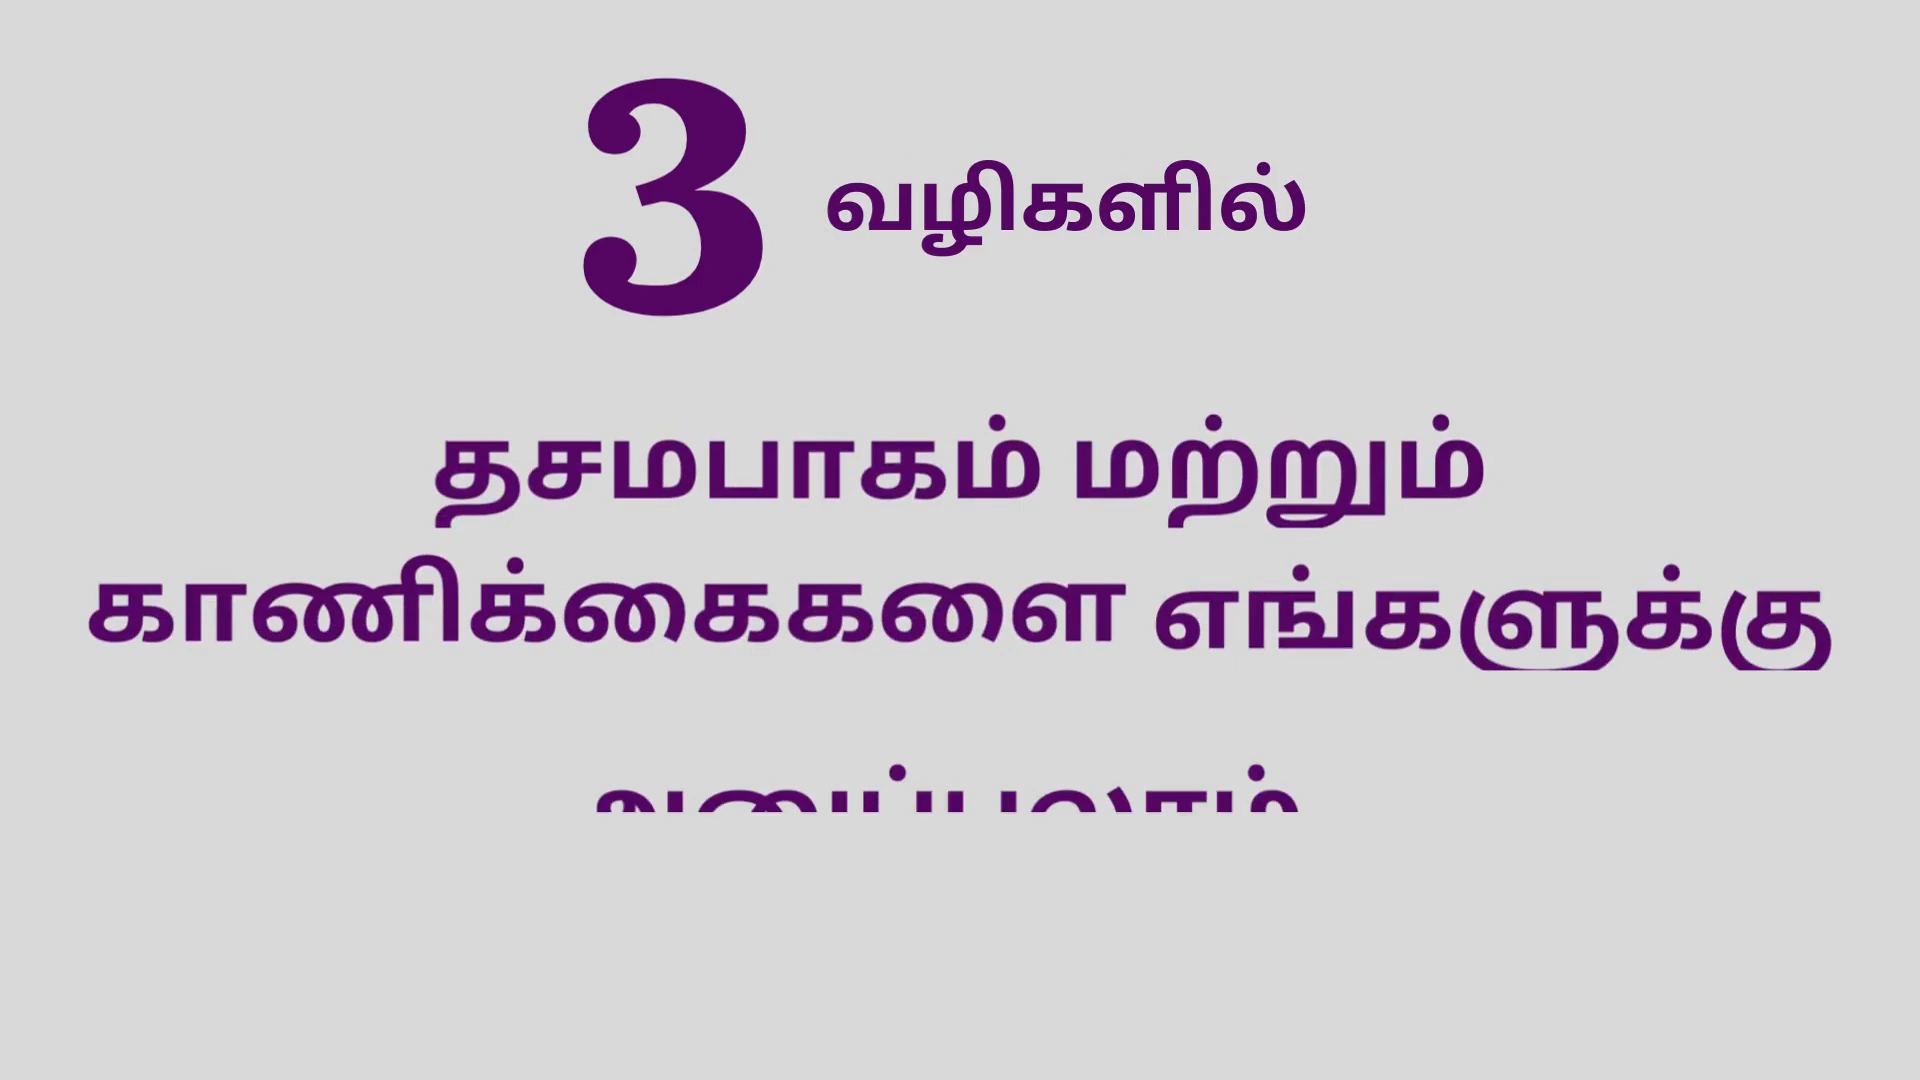 3 வழிகளில்
தசமபாகம் மற்றும்
காணிக்கைகளை எங்களுக்கு